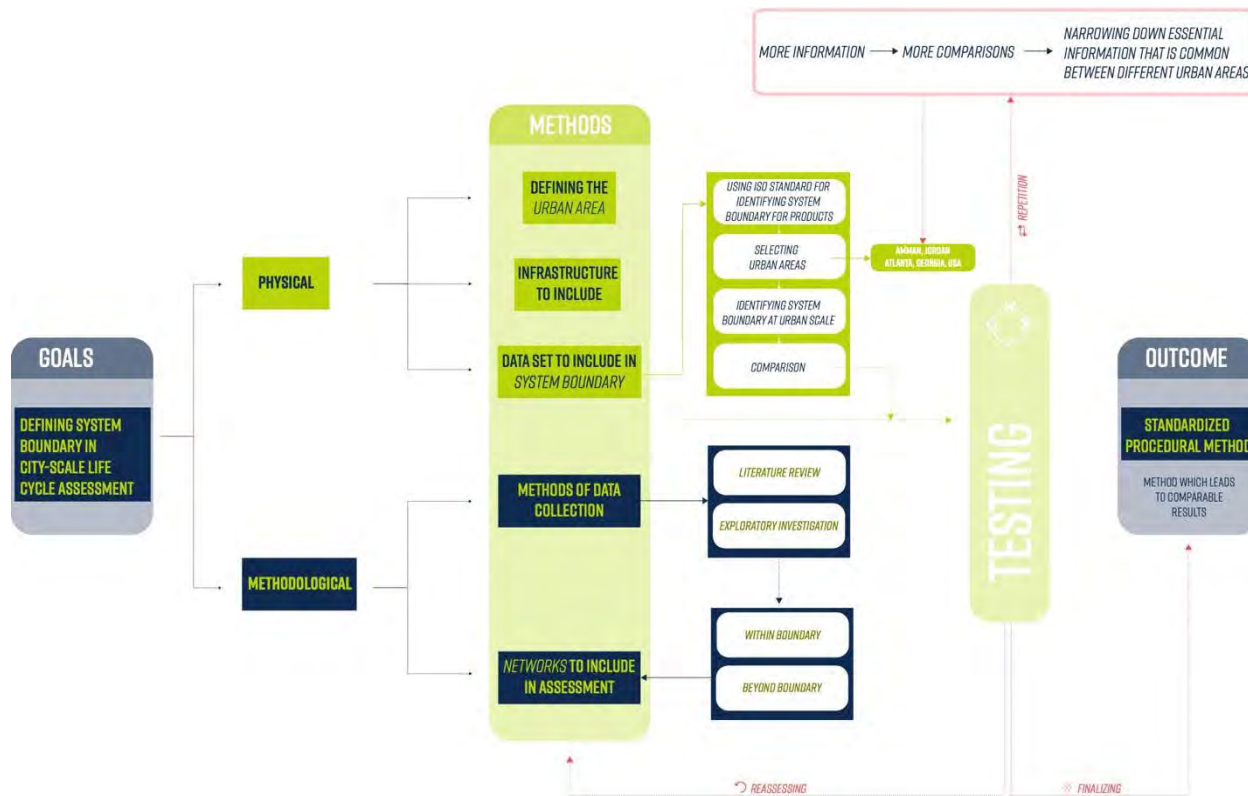 MORE INFORMATION
MORE COMPARISONS
NARROWING DOWN ESSENTIAL
INFORMATION THAT IS COMMON
BETWEEN DIFFERENT URBAN AREAS
METHODS
DEFINING THE
URBAN AREA
INFRASTRUCTURE
TO INCLUDE
DATA SET TO INCLUDE IN
SYSTEM BOUNDARY
METHODS OF DATA
COLLECTION
NETWORKS TO INCLUDE
IN ASSESSMENT
USING ISO STANDARD FOR
IDENTIFYING SYSTEM
BOUNDARY FOR PRODUCTS
SELECTING
URBAN AREAS
IDENTIFYING SYSTEM
BOUNDARY AT URBAN SCALE
COMPARISON
AMMAN, JORDAN
ATLANTA, GEORGIA, USA
REPETITION
PHYSICAL
METHODOLOGICAL
GOALS
DEFINING SYSTEM
BOUNDARY IN
CITY-SCALE LIFE
CYCLE ASSESSMENT
LITERATURE REVIEW
EXPLORATORY INVESTIGATION
WITHIN BOUNDARY
BEYOND BOUNDARY
TESTING
OUTCOME
STANDARDIZED
PROCEDURAL METHOD
METHOD WHICH LEADS
TO COMPARABLE
RESULTS
REASSESSING
FINALIZING